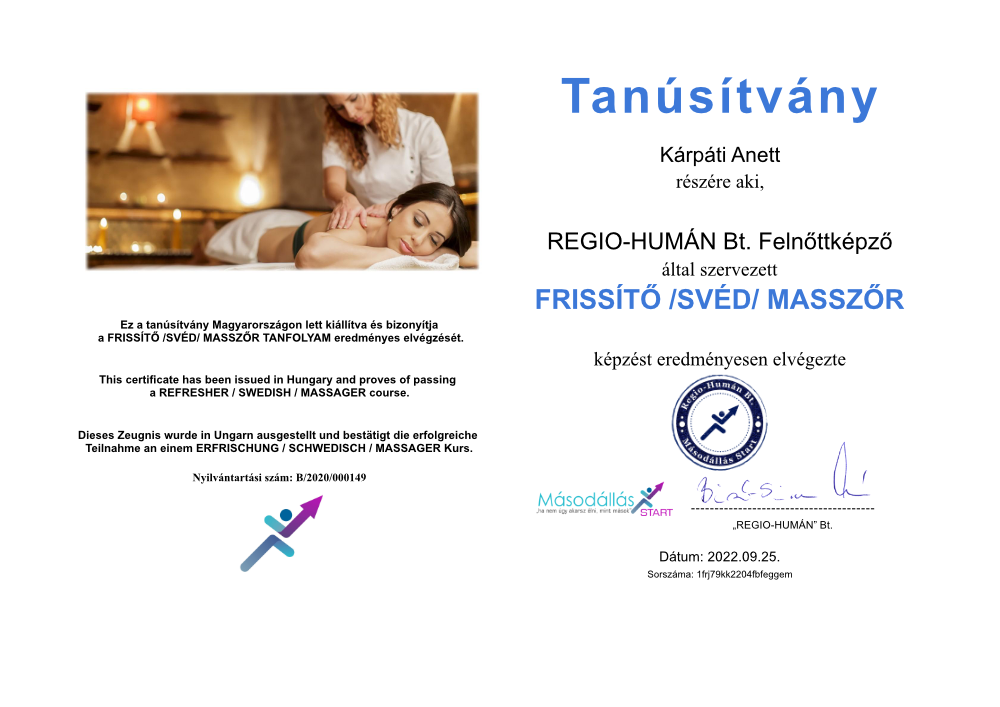 Ez a tanúsítvány Magyarországon lett kiállítva és bizonyítja
a FRISSÍTŐ /SVÉD/ MASSZŐR TANFOLYAM eredményes elvégzését.
This certificate has been issued in Hungary and proves of passing
a REFRESHER / SWEDISH / MASSAGER course.
Dieses Zeugnis wurde in Ungarn ausgestellt und bestätigt die erfolgreiche
Teilnahme an einem ERFRISCHUNG / SCHWEDISCH / MASSAGER Kurs.
Nyilvántartási szám: B/2020/000149
Tanúsítvány
Kárpáti Anett
részére aki,
REGIO-HUMÁN Bt. Felnőttképző
által szervezett
FRISSÍTŐ /SVÉD/ MASSZŐR
képzést eredményesen elvégezte
Regio-Humán Bt.
Másodállás Start
Másodállás
„ha nem úgy akarsz élni, mint mások
START
„REGIO-HUMÁN” Bt.
Dátum: 2022.09.25.
Sorszáma: 1frj79kk2204fbfeggem